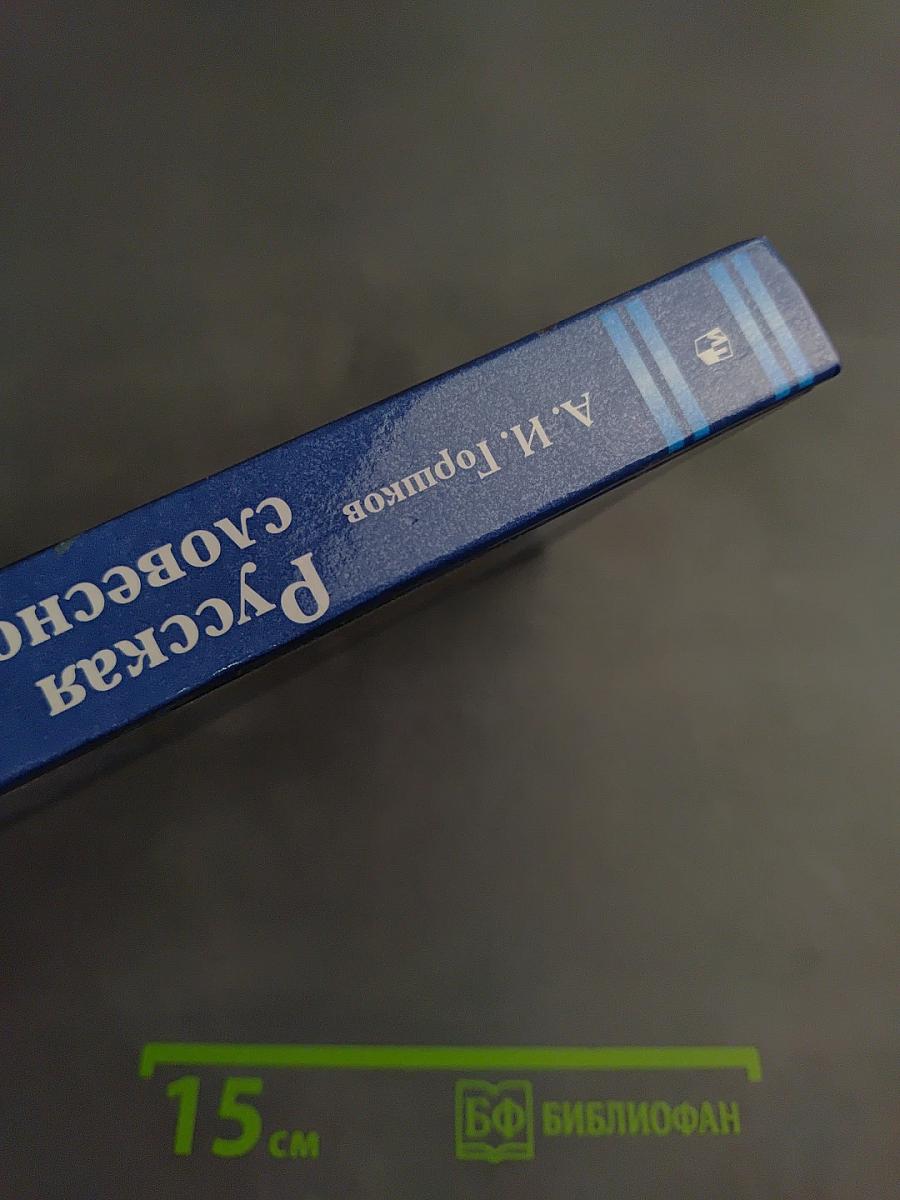 А.И. Горшков
Русская
словесно
15 см
БФ БИБЛИОФАН